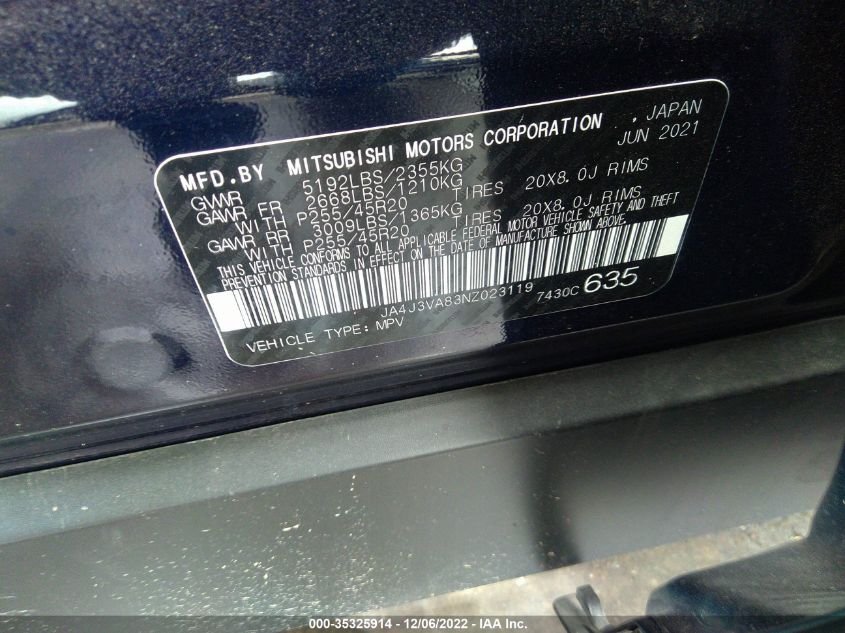 MFD.BY MITSUBISHI MOTORS CORPORATION , JAPAN
JUN 2021
GWVR 5192LBS/2355KG
GAWR FR 2668LBS/1210KG
WITH P255/45R20 TIRES 20X8.0J RIMS
GAWR RR 3009LBS/1365KG
WITH P255/45R20 TIRES 20X8.0J RIMS
THIS VEHICLE CONFORMS TO ALL APPLICABLE FEDERAL MOTOR VEHICLE SAFETY AND THEFT
PREVENTION STANDARDS IN EFFECT ON THE DATE OF MANUFACTURE SHOWN ABOVE.
JA4J3VA83NZ023119 7430C 635
VEHICLE TYPE: MPV
000-35325914 - 12/06/2022 - IAA Inc.